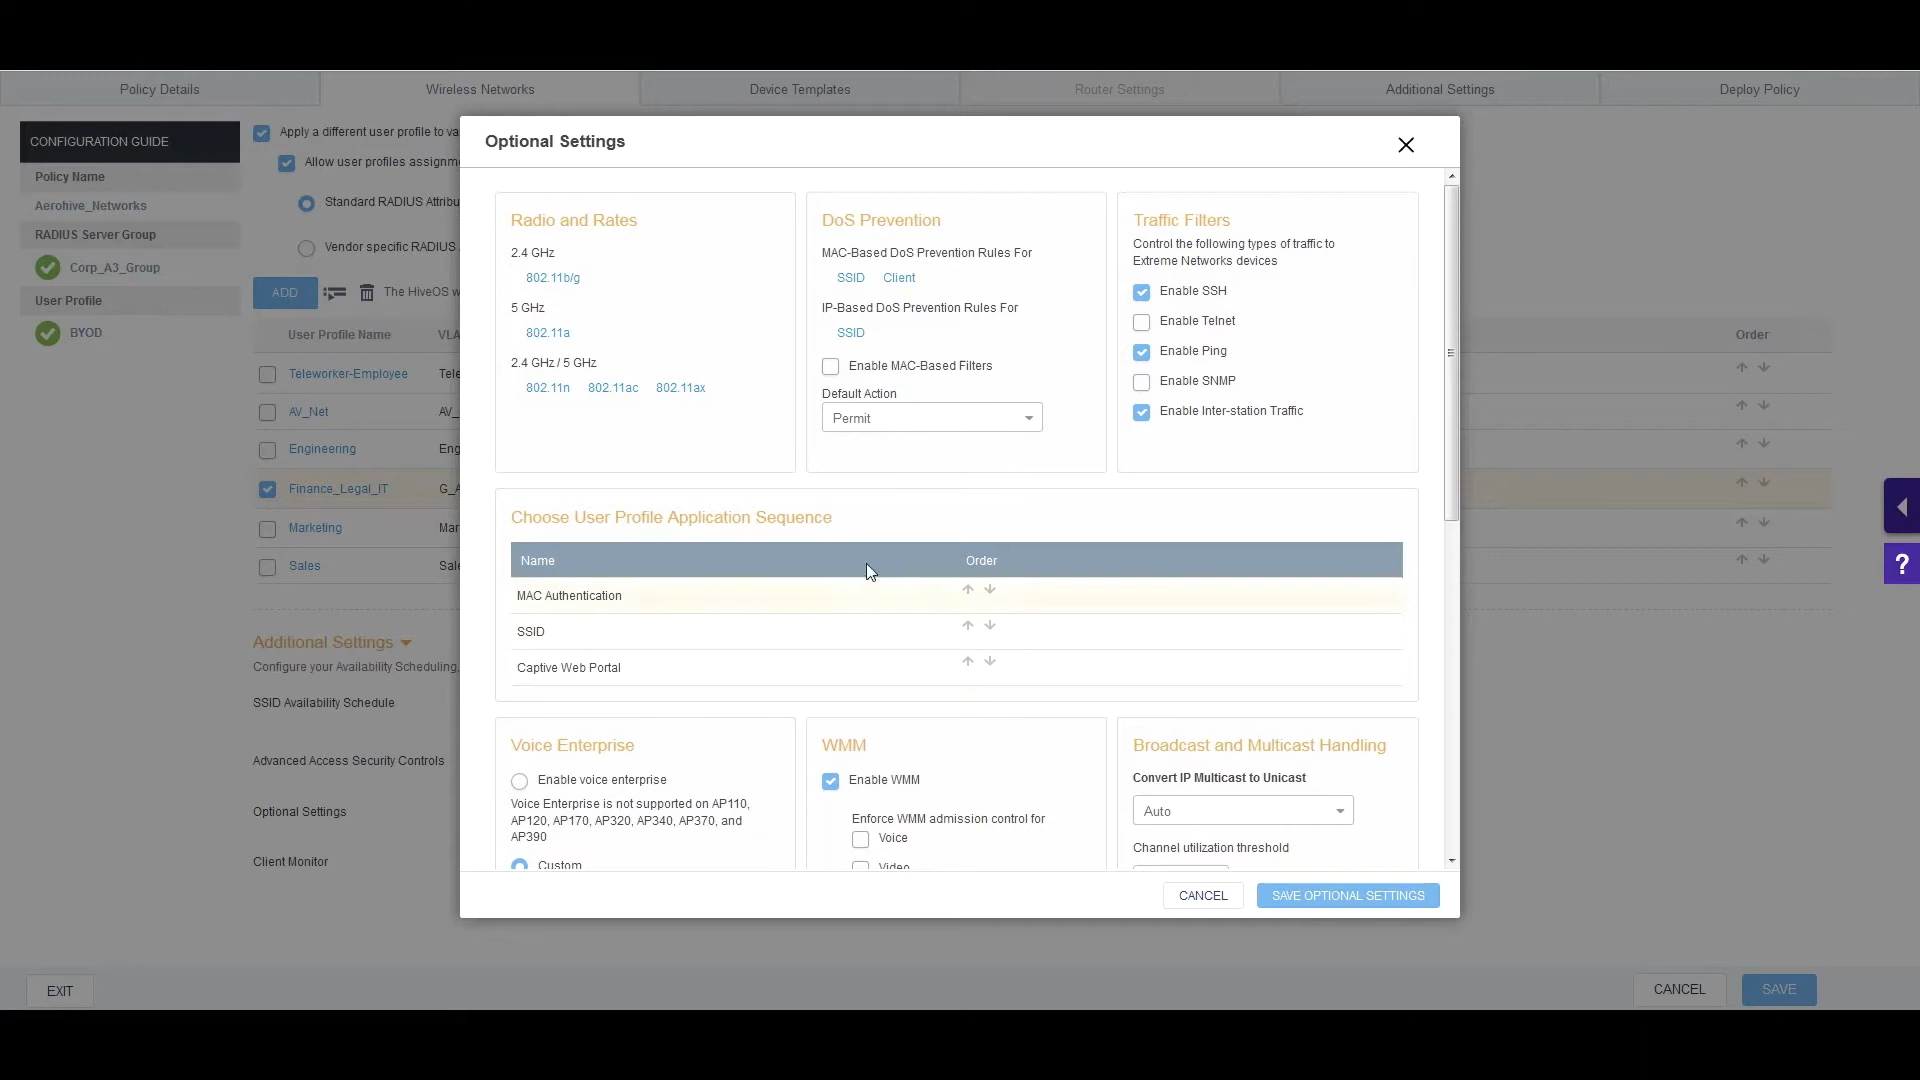 Policy Details
Wireless Networks
Device Templates
Router Settings
Additional Settings
Deploy Policy
CONFIGURATION GUIDE
Policy Name
Aerohive_Networks
RADIUS Server Group
Corp_A3_Group
User Profile
BYOD
Apply a different user profile to va
Allow user profiles assignm
Standard RADIUS Attribu
Vendor specific RADIUS
ADD
The HiveOS w
User Profile Name VLA
Order
Teleworker-Employee Tele
AV_Net AV_
Engineering Eng
Finance_Legal_IT G_A
Marketing Mar
Sales Sale
Additional Settings
Configure your Availability Scheduling,
SSID Availability Schedule
Advanced Access Security Controls
Optional Settings
Client Monitor
Optional Settings
Radio and Rates
2.4 GHz
802.11b/g
5 GHz
802.11a
2.4 GHz / 5 GHz
802.11n 802.11ac 802.11ax
DoS Prevention
MAC-Based DoS Prevention Rules For
SSID Client
IP-Based DoS Prevention Rules For
SSID
Enable MAC-Based Filters
Default Action
Permit
Traffic Filters
Control the following types of traffic to
Extreme Networks devices
Enable SSH
Enable Telnet
Enable Ping
Enable SNMP
Enable Inter-station Traffic
Choose User Profile Application Sequence
Name Order
MAC Authentication
SSID
Captive Web Portal
Voice Enterprise
Enable voice enterprise
Voice Enterprise is not supported on AP110,
AP120, AP170, AP320, AP340, AP370, and
AP390
Custom
WMM
Enable WMM
Enforce WMM admission control for
Voice
Video
Broadcast and Multicast Handling
Convert IP Multicast to Unicast
Auto
Channel utilization threshold
CANCEL
SAVE OPTIONAL SETTINGS
?
EXIT
CANCEL
SAVE